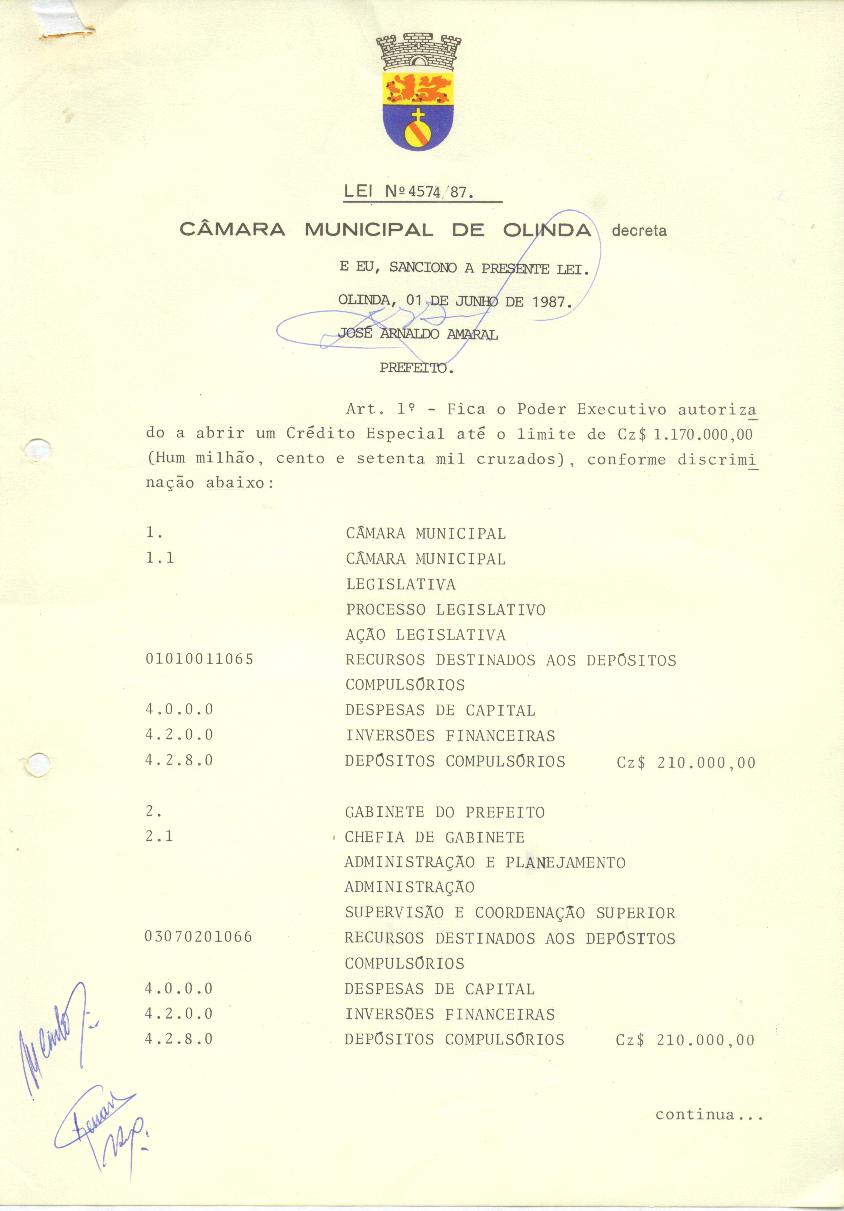 LEI Nº 4574/87.
CÂMARA MUNICIPAL DE OLINDA decreta
E EU, SANCIONO A PRESENTE LEI.
OLINDA, 01 DE JUNHO DE 1987.
JOSÉ ARNALDO AMARAL
PREFEITO.
Art. 1º - Fica o Poder Executivo autoriza
do a abrir um Crédito Especial até o limite de Cz$ 1.170.000,00
(Hum milhão, cento e setenta mil cruzados), conforme discrimi
nação abaixo:
1. CÂMARA MUNICIPAL
1.1 CÂMARA MUNICIPAL
LEGISLATIVA
PROCESSO LEGISLATIVO
AÇÃO LEGISLATIVA
01010011065 RECURSOS DESTINADOS AOS DEPÓSITOS
COMPULSÓRIOS
4.0.0.0 DESPESAS DE CAPITAL
4.2.0.0 INVERSÕES FINANCEIRAS
4.2.8.0 DEPÓSITOS COMPULSÓRIOS Cz$ 210.000,00
2. GABINETE DO PREFEITO
2.1 CHEFIA DE GABINETE
ADMINISTRAÇÃO E PLANEJAMENTO
ADMINISTRAÇÃO
SUPERVISÃO E COORDENAÇÃO SUPERIOR
03070201066 RECURSOS DESTINADOS AOS DEPÓSITOS
COMPULSÓRIOS
4.0.0.0 DESPESAS DE CAPITAL
4.2.0.0 INVERSÕES FINANCEIRAS
4.2.8.0 DEPÓSITOS COMPULSÓRIOS Cz$ 210.000,00
continua...